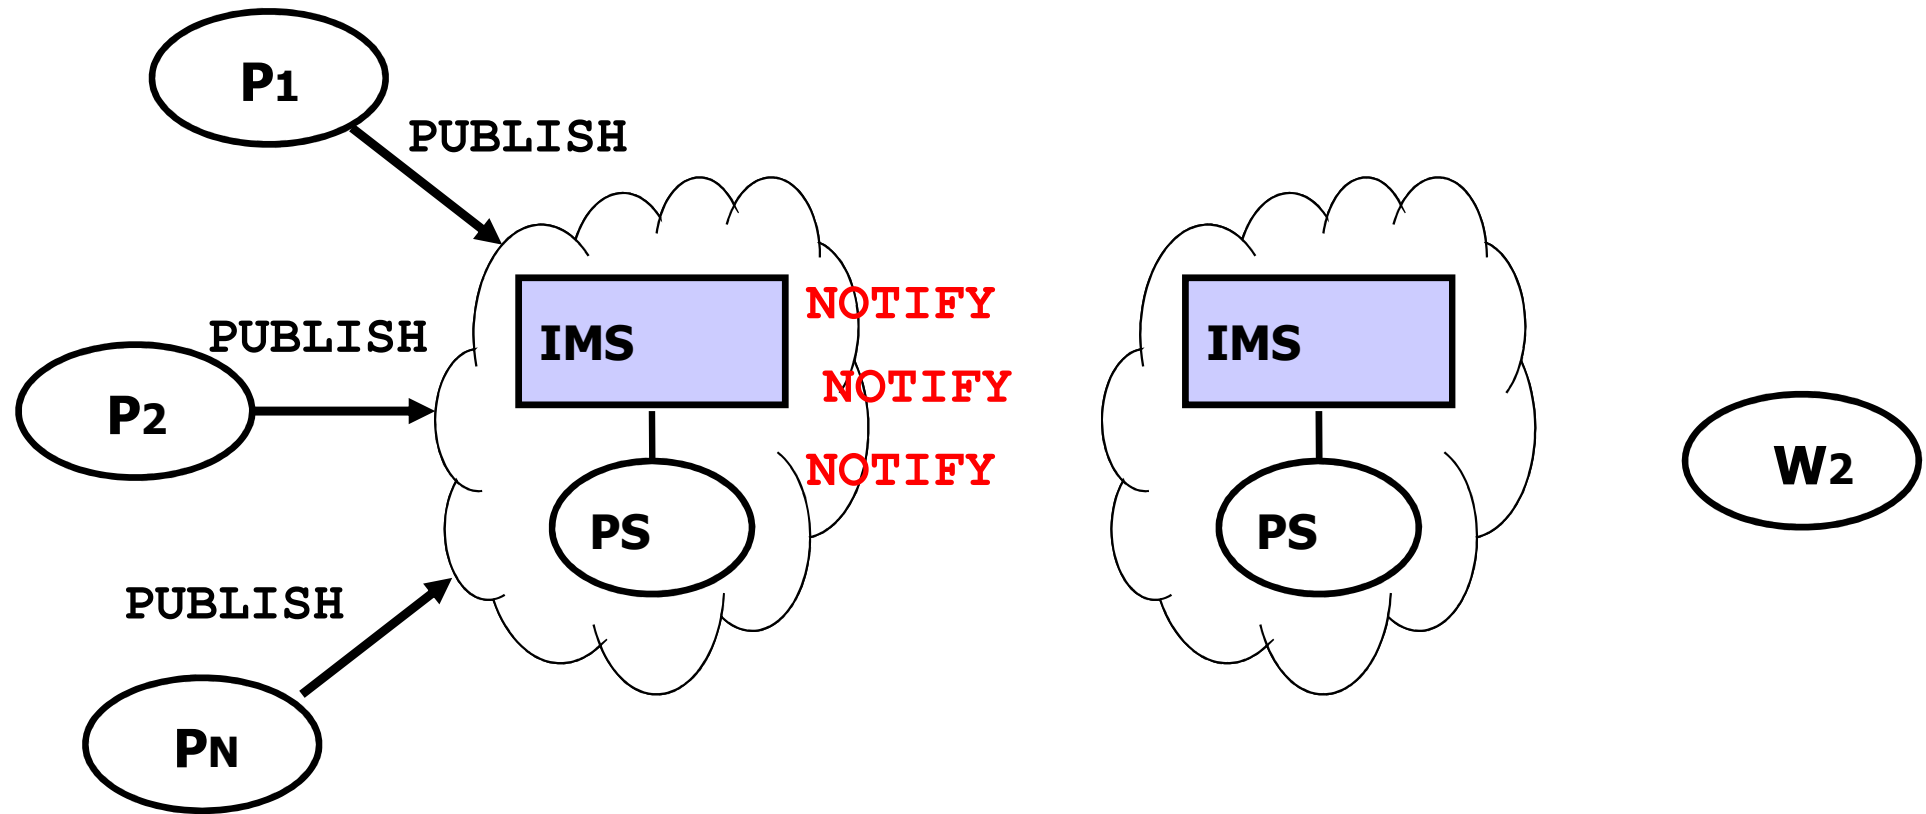 P1
PUBLISH
NOTIFY
PUBLISH
IMS
IMS
NOTIFY
P2
NOTIFY
W2
PS
PS
PUBLISH
PN